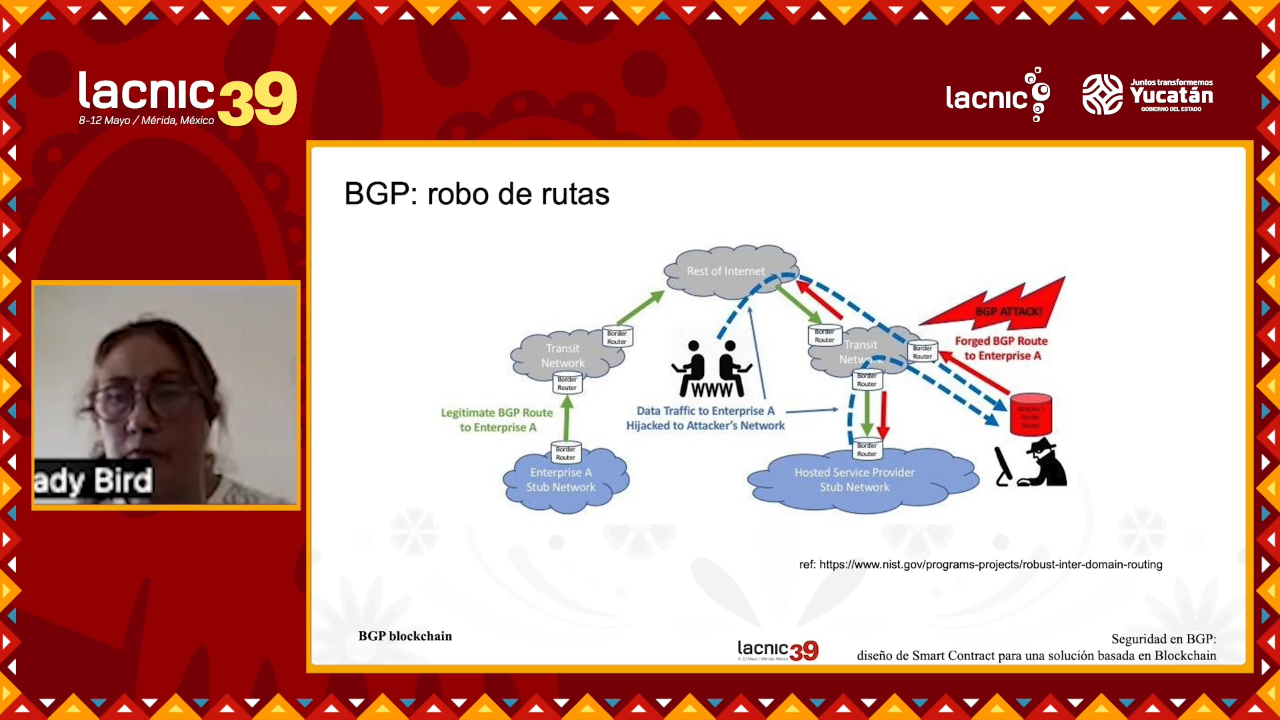 lacnic 39
8-12 Mayo / Mérida, México
lacnic
Juntos transformemos
Yucatán
GOBIERNO DEL ESTADO
BGP: robo de rutas
Rest of Internet
BGP ATTACK!
Border
Router
Transit
Network
Border
Router
Border
Router
Transit
Network
Border
Router
Border
Router
Forged BGP Route
to Enterprise A
WWW
Legitimate BGP Route
to Enterprise A
Data Traffic to Enterprise A
Hijacked to Attacker's Network
Attacker's
Border
Router
Border
Router
Enterprise A
Stub Network
Border
Router
Hosted Service Provider
Stub Network
ady Bird
ref: https://www.nist.gov/programs-projects/robust-inter-domain-routing
BGP blockchain
lacnic 39
Seguridad en BGP:
diseño de Smart Contract para una solución basada en Blockchain